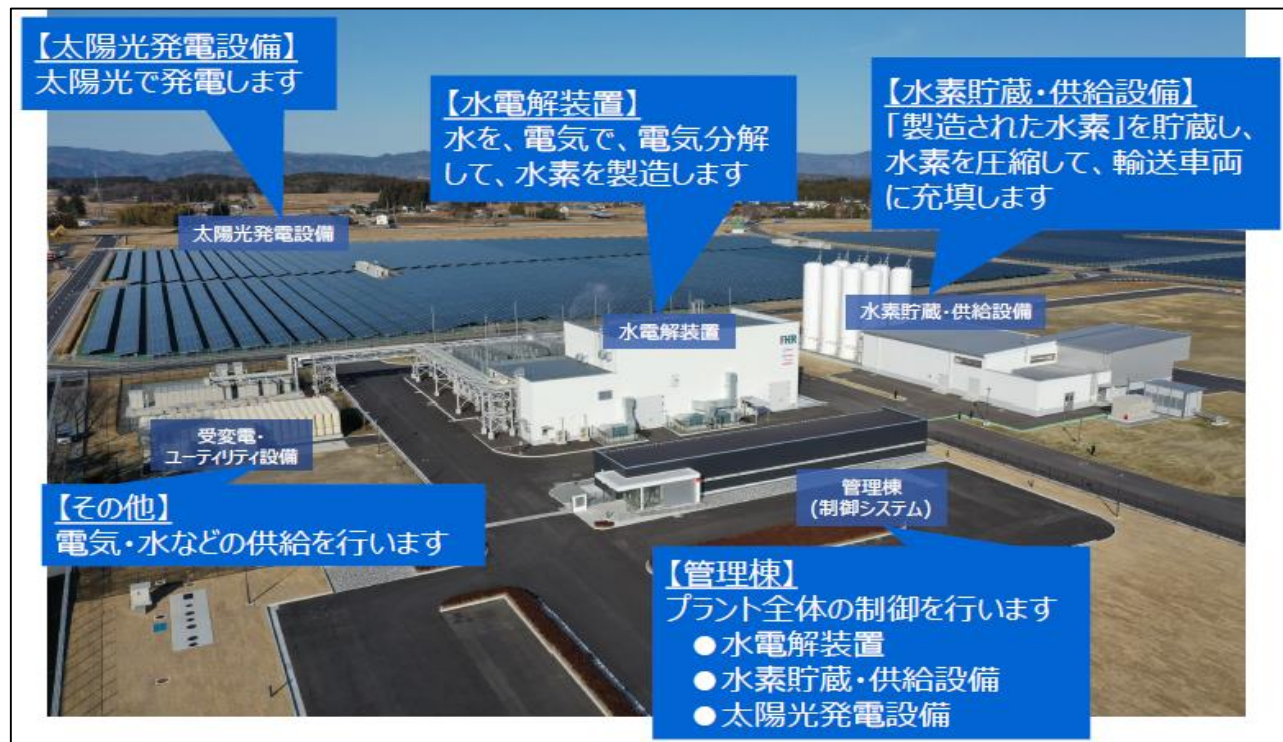 【太陽光発電設備】
太陽光で発電します
【水電解装置】
水を、電気で、電気分解
して、水素を製造します
【水素貯蔵・供給設備】
「製造された水素」を貯蔵し、
水素を圧縮して、輸送車両
に充填します
太陽光発電設備
水電解装置
水素貯蔵・供給設備
FHR
受変電・
ユーティリティ設備
管理棟
(制御システム)
【その他】
電気・水などの供給を行います
【管理棟】
プラント全体の制御を行います
●水電解装置
●水素貯蔵・供給設備
●太陽光発電設備